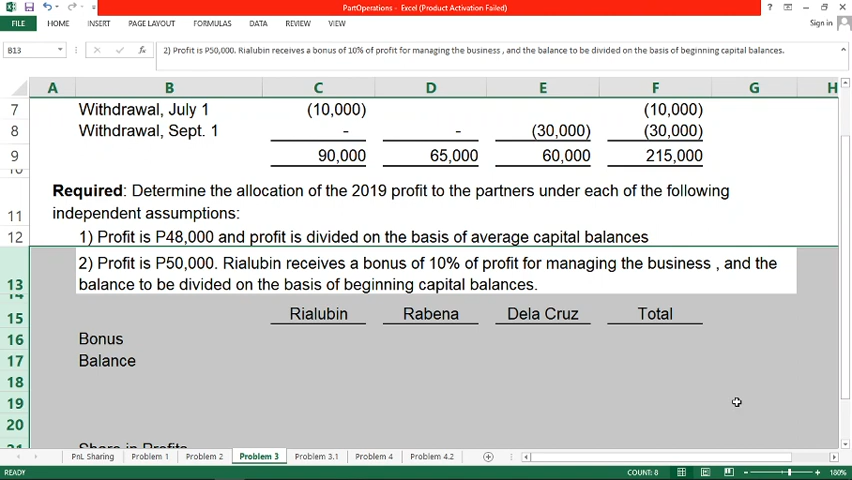 PartOperations - Excel (Product Activation Failed)
FILE HOME INSERT PAGE LAYOUT FORMULAS DATA REVIEW VIEW Sign in
B13 2) Profit is P50,000. Rialubin receives a bonus of 10% of profit for managing the business , and the balance to be divided on the basis of beginning capital balances.
A B C D E F G H
7 Withdrawal, July 1 (10,000) (10,000)
8 Withdrawal, Sept. 1 - - (30,000) (30,000)
9 90,000 65,000 60,000 215,000
10
Required: Determine the allocation of the 2019 profit to the partners under each of the following
11 independent assumptions:
12 1) Profit is P48,000 and profit is divided on the basis of average capital balances
2) Profit is P50,000. Rialubin receives a bonus of 10% of profit for managing the business , and the
13 balance to be divided on the basis of beginning capital balances.
14
15 Rialubin Rabena Dela Cruz Total
16 Bonus
17 Balance
18
19
20
21 Share in Profits
PnL Sharing Problem 1 Problem 2 Problem 3 Problem 3.1 Problem 4 Problem 4.2
READY COUNT: 8 180%